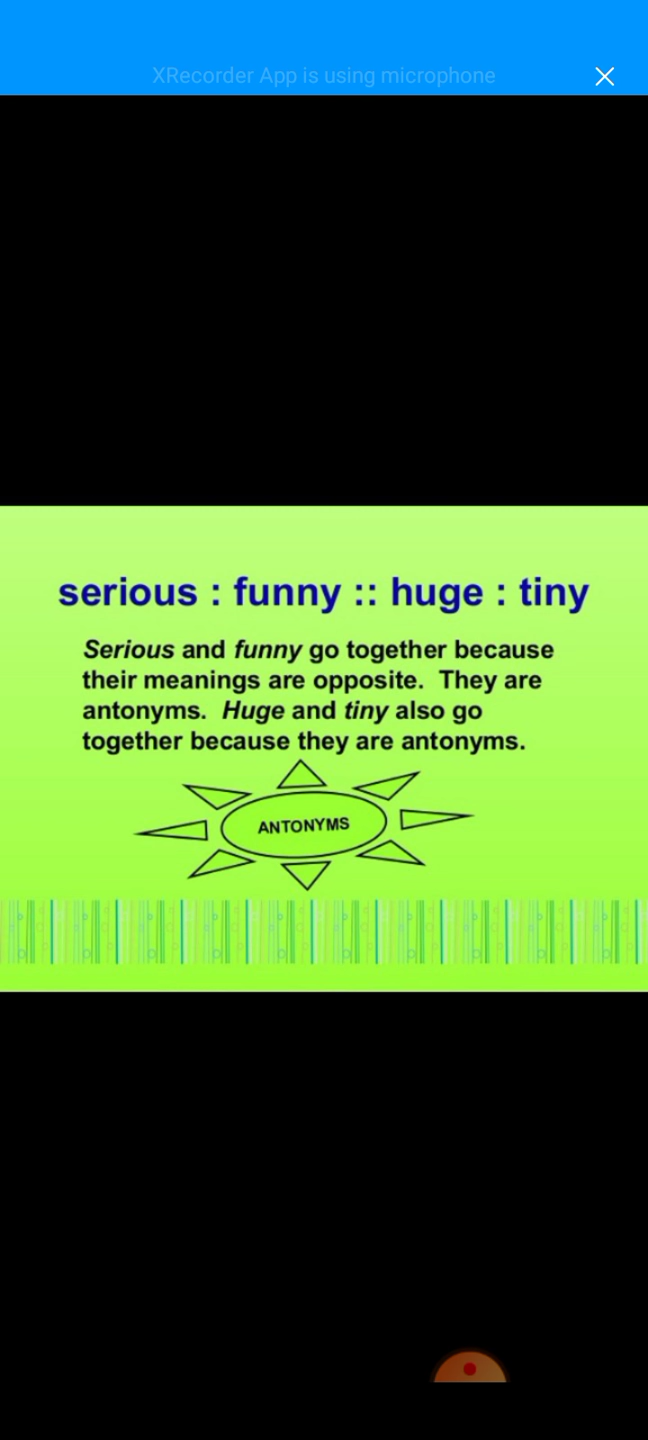 XRecorder App is using microphone
serious : funny :: huge : tiny
Serious and funny go together because
their meanings are opposite.  They are
antonyms.  Huge and tiny also go
together because they are antonyms.
ANTONYMS